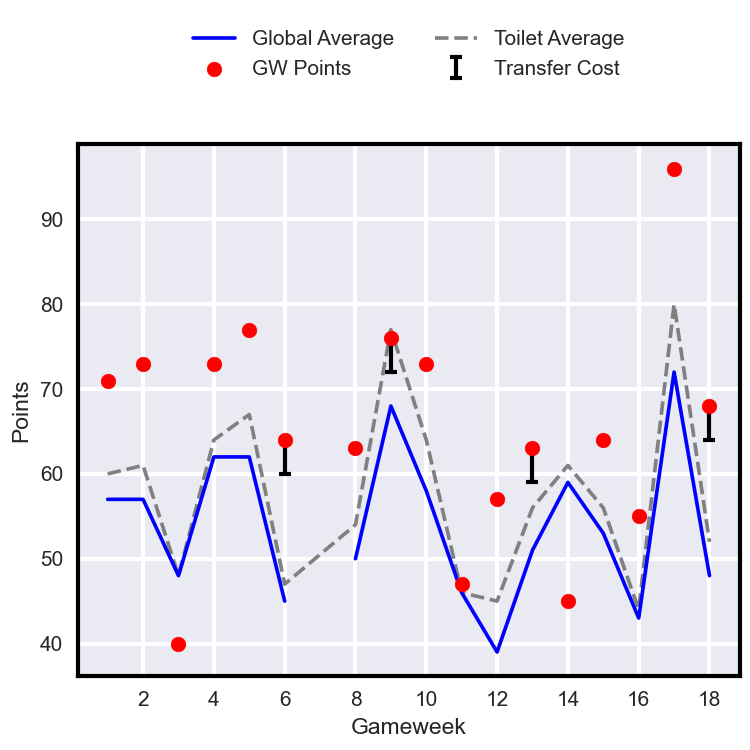 Global Average
Toilet Average
GW Points
Transfer Cost
90
80
70
60
50
40
Points
2 4 6 8 10 12 14 16 18
Gameweek